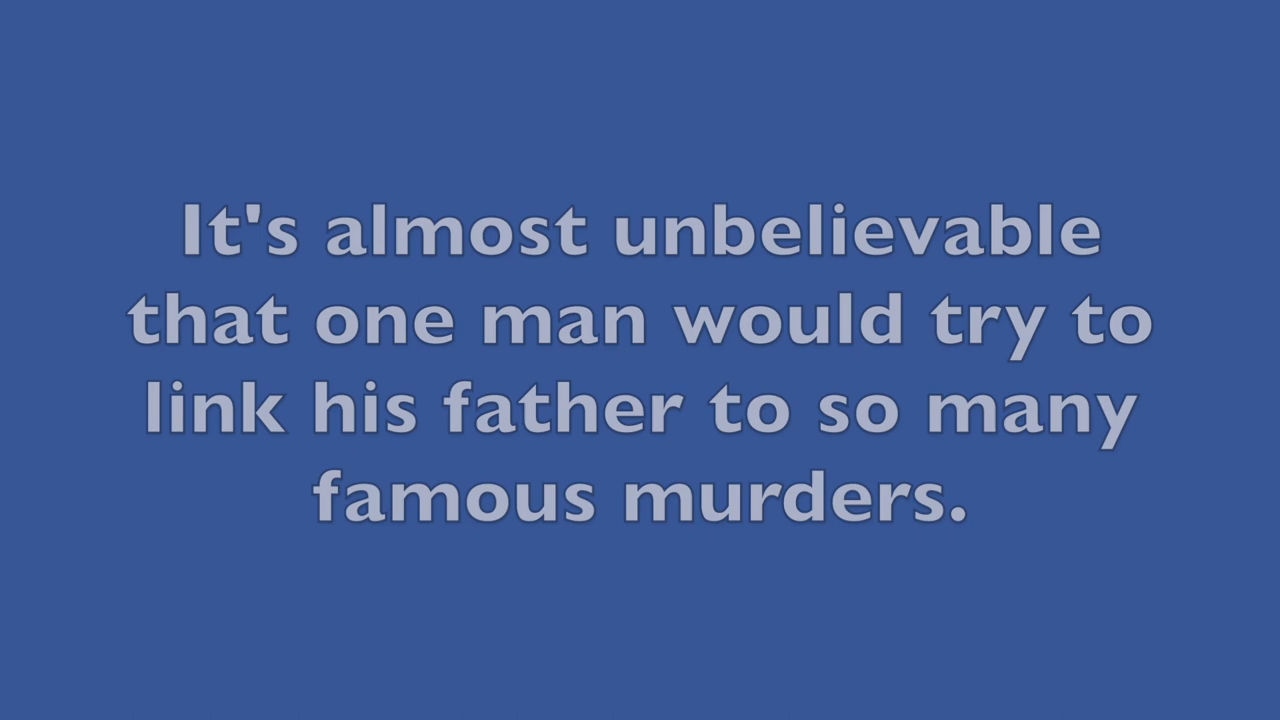 It's almost unbelievable
that one man would try to
link his father to so many
famous murders.